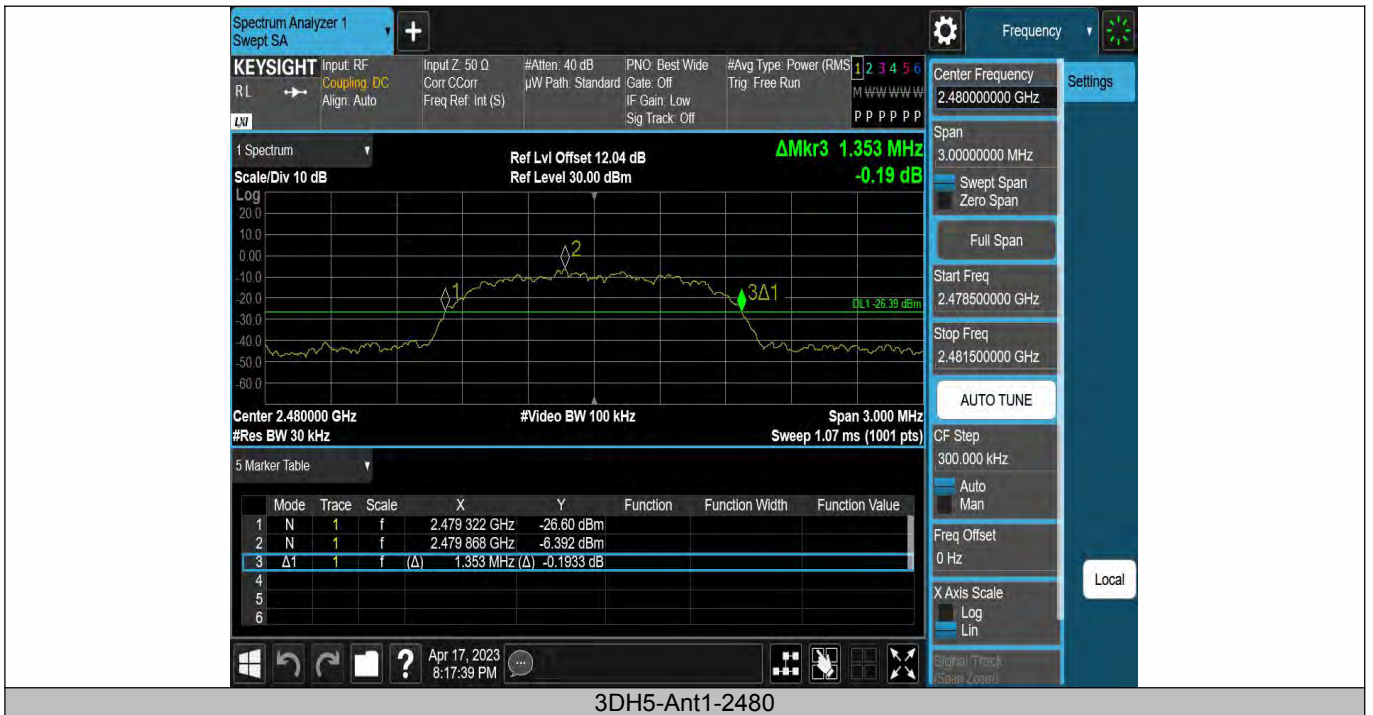 Spectrum Analyzer 1
Swept SA
+
Frequency
KEYSIGHT
RL
LXI
Input: RF
Coupling: DC
Align: Auto
Input Z: 50 Ω
Corr CCorr
Freq Ref: Int (S)
#Atten: 40 dB
µW Path: Standard
PNO: Best Wide
Gate: Off
IF Gain: Low
Sig Track: Off
#Avg Type: Power (RMS
Trig: Free Run
1 2 3 4 5 6
M W W W W W
P P P P P P
1 Spectrum
Scale/Div 10 dB
Ref Lvl Offset 12.04 dB
Ref Level 30.00 dBm
ΔMkr3 1.353 MHz
-0.19 dB
Log
20.0
10.0
0.00
-10.0
-20.0
-30.0
-40.0
-50.0
-60.0
2
1
3Δ1
DL1 -26.39 dBm
Center 2.480000 GHz
#Video BW 100 kHz
Span 3.000 MHz
#Res BW 30 kHz
Sweep 1.07 ms (1001 pts)
5 Marker Table
Mode Trace Scale X Y Function Function Width Function Value
1 N 1 f 2.479 322 GHz -26.60 dBm
2 N 1 f 2.479 868 GHz -6.392 dBm
3 Δ1 1 f (Δ) 1.353 MHz (Δ) -0.1933 dB
4
5
6
Center Frequency
2.480000000 GHz
Settings
Span
3.00000000 MHz
Swept Span
Zero Span
Full Span
Start Freq
2.478500000 GHz
Stop Freq
2.481500000 GHz
AUTO TUNE
CF Step
300.000 kHz
Auto
Man
Freq Offset
0 Hz
X Axis Scale
Log
Lin
Signal Track
(Span Zoom)
Local
?
Apr 17, 2023
8:17:39 PM
3DH5-Ant1-2480